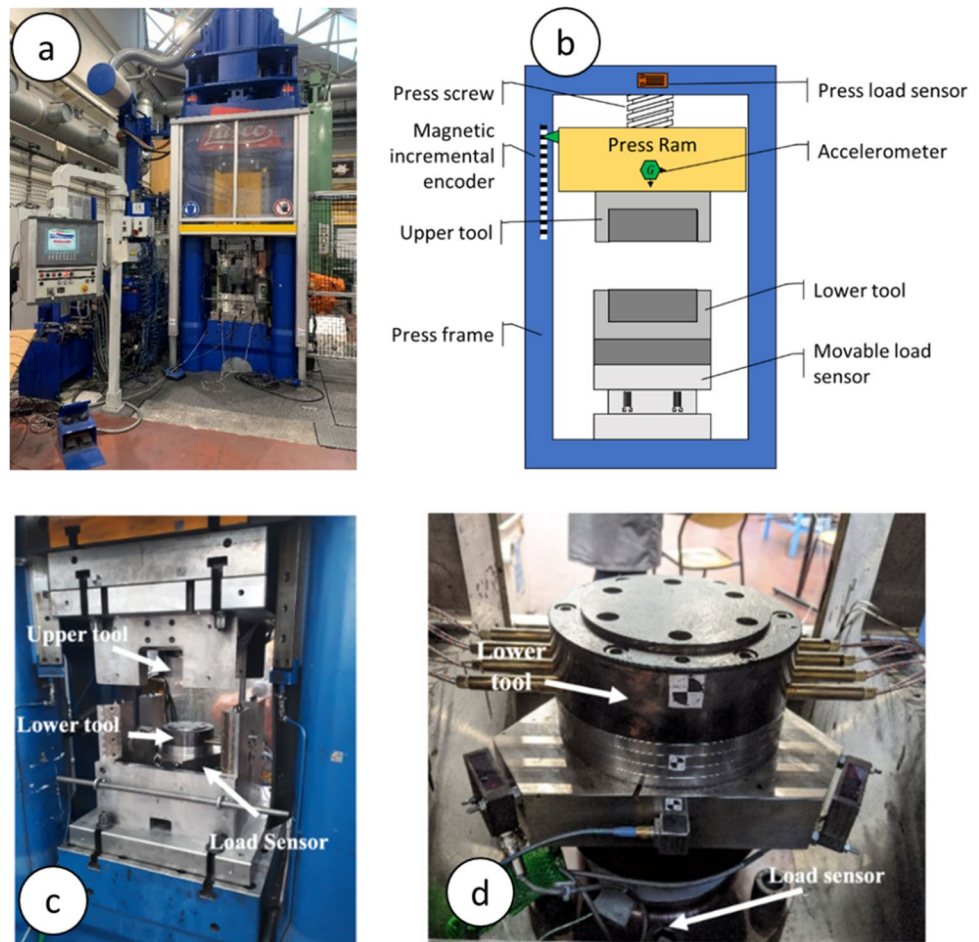 a
Lasco
b
Press screw
Magnetic
incremental
encoder
Upper tool
Press frame
Press Ram
G
Press load sensor
Accelerometer
Lower tool
Movable load
sensor
Upper tool
Lower tool
Load Sensor
c
Lower
tool
Load sensor
d